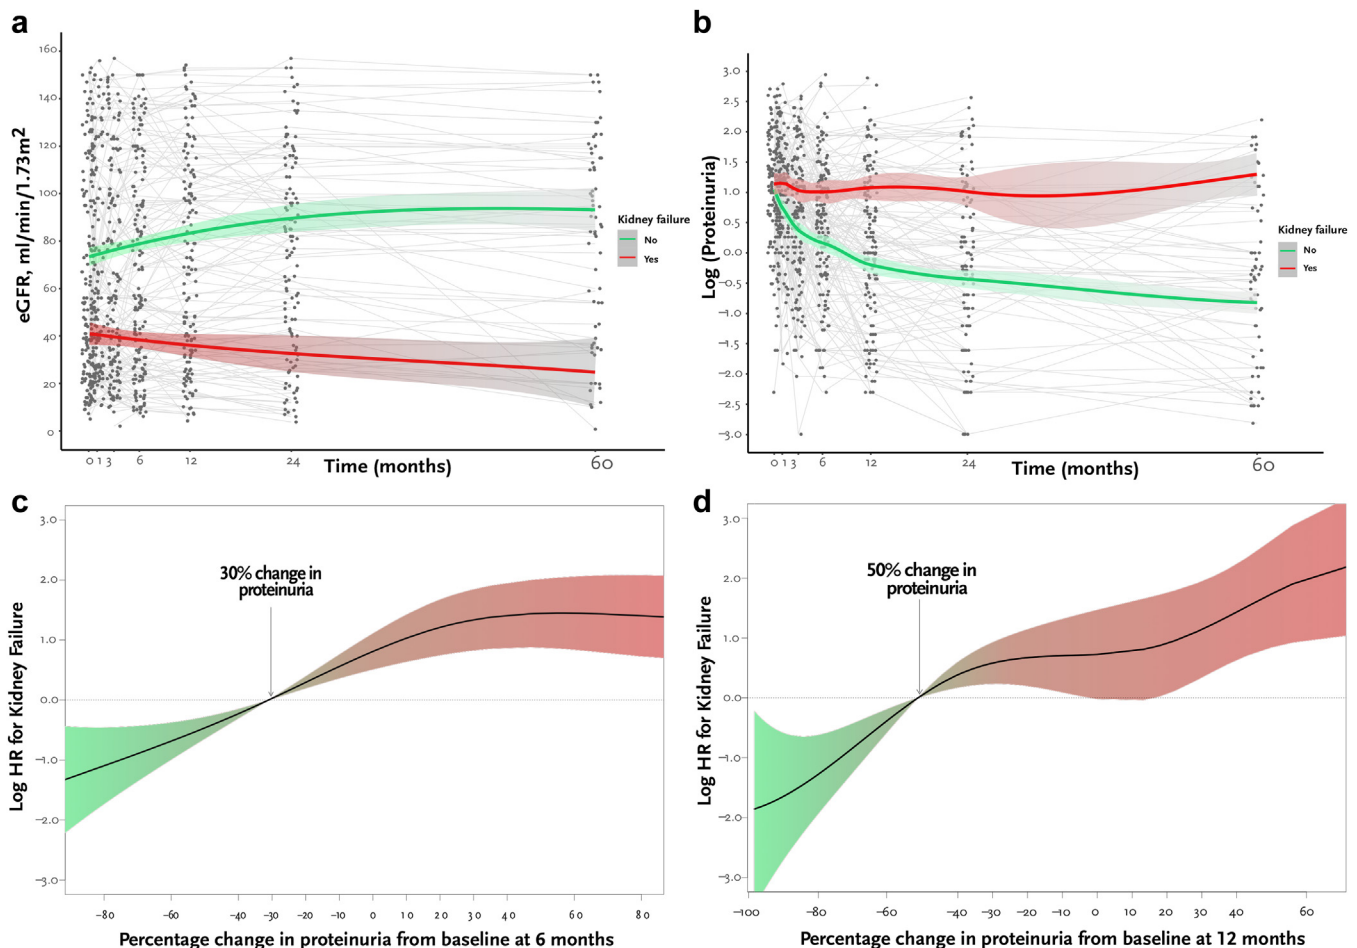 a
160
140
120
100
80
60
40
20
0
eGFR, ml/min/1.73m2
0 1 3 6 12 24 60
Time (months)
Kidney failure
No
Yes
b
3.0
2.5
2.0
1.5
1.0
0.5
0.0
−0.5
−1.0
−1.5
−2.0
−2.5
−3.0
Log (Proteinuria)
0 1 3 6 12 24 60
Time (months)
Kidney failure
No
Yes
c
3.0
2.0
1.0
0.0
−1.0
−2.0
−3.0
Log HR for Kidney Failure
30% change in
proteinuria
−80 −60 −40 −30 −20 −10 0 10 20 30 40 60 80
Percentage change in proteinuria from baseline at 6 months
d
3.0
2.0
1.0
0.0
−1.0
−2.0
−3.0
Log HR for Kidney Failure
50% change in
proteinuria
−100 −80 −60 −40 −30 −20 −10 0 10 20 30 40 60
Percentage change in proteinuria from baseline at 12 months